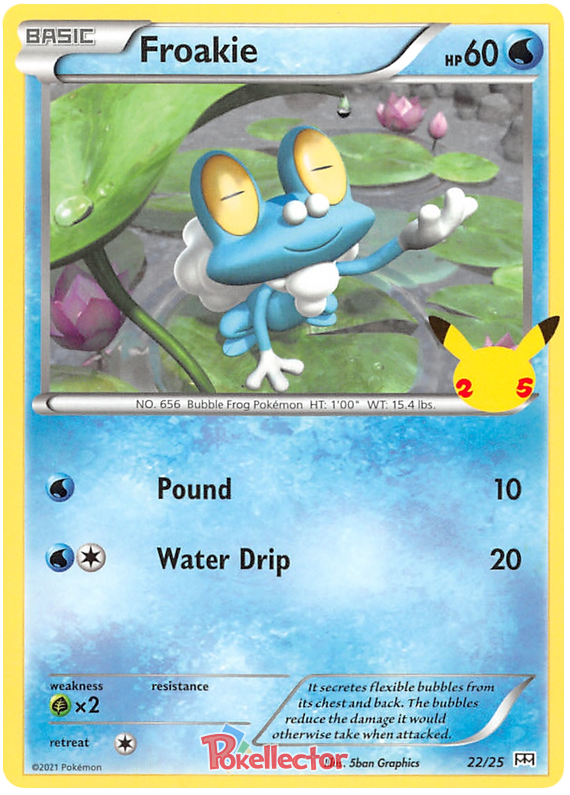 BASIC
Froakie
HP60
25
NO. 656 Bubble Frog Pokémon HT: 1'00" WT: 15.4 lbs.
Pound 10
Water Drip 20
weakness resistance
×2
It secretes flexible bubbles from
its chest and back. The bubbles
reduce the damage it would
otherwise take when attacked.
retreat
Pokellector
©2021 Pokémon
5ban Graphics
22/25